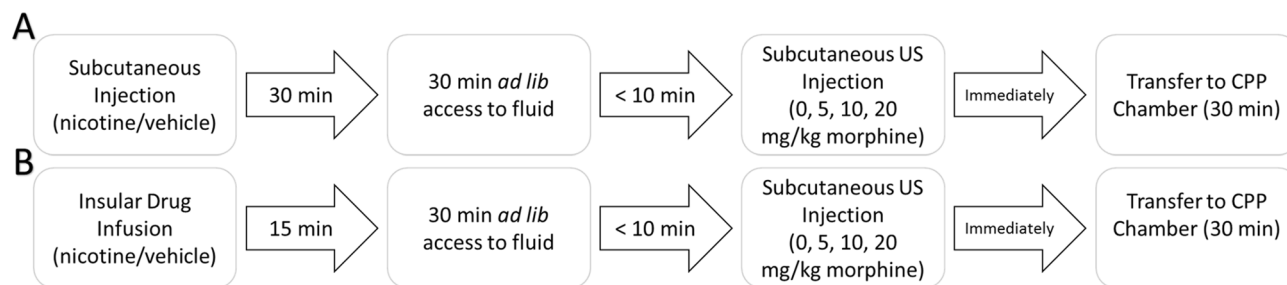 A
Subcutaneous
Injection
(nicotine/vehicle)
30 min
30 min ad lib
access to fluid
< 10 min
Subcutaneous US
Injection
(0, 5, 10, 20
mg/kg morphine)
Immediately
Transfer to CPP
Chamber (30 min)
B
Insular Drug
Infusion
(nicotine/vehicle)
15 min
30 min ad lib
access to fluid
< 10 min
Subcutaneous US
Injection
(0, 5, 10, 20
mg/kg morphine)
Immediately
Transfer to CPP
Chamber (30 min)